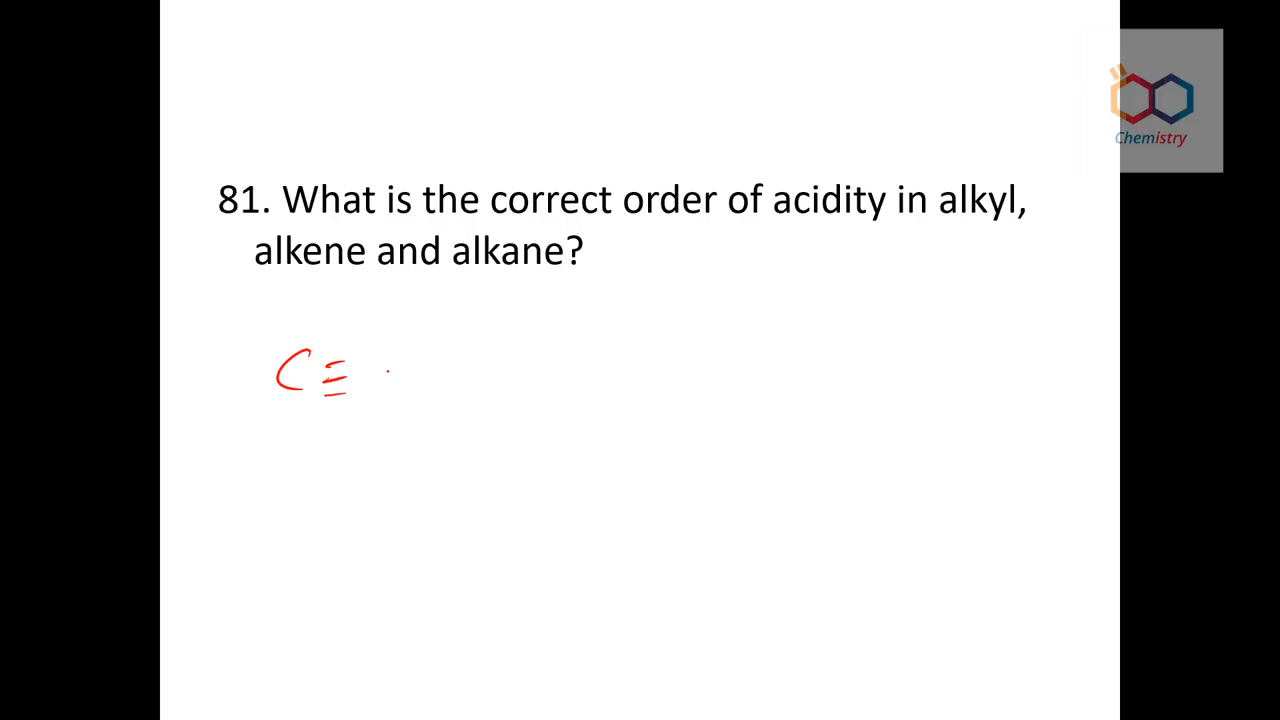 Chemistry
81. What is the correct order of acidity in alkyl,
alkene and alkane?
C≡